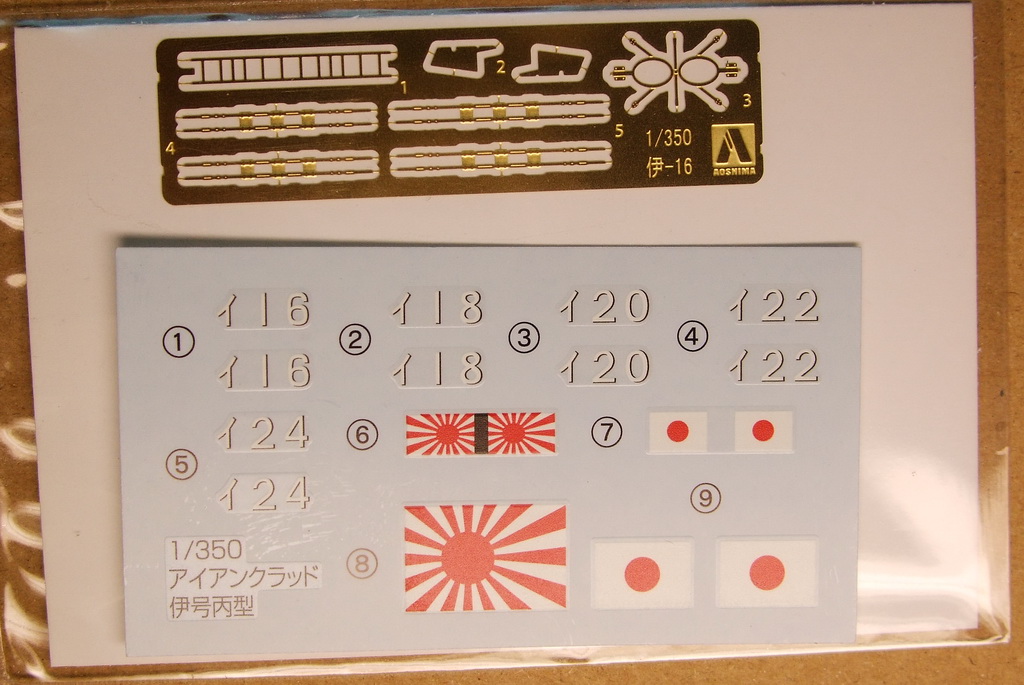 1
2
3
4
5
1/350
伊-16
AOSHIMA
① イ16 ② イ18 ③ イ20 ④ イ22
イ16 イ18 イ20 イ22
⑤ イ24 ⑥ ⑦
イ24
⑨
⑧
1/350
アイアンクラッド
伊号丙型